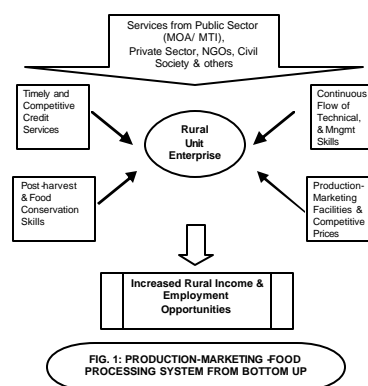 Services from Public Sector
(MOA/ MTI),
Private Sector, NGOs, Civil
Society & others
Timely and
Competitive
Credit
Services
Continuous
Flow of
Technical,
& Mngmt
Skills
Rural
Unit
Enterprise
Post-harvest
& Food
Conservation
Skills
Production-
Marketing
Facilities &
Competitive
Prices
Increased Rural Income &
Employment
Opportunities
FIG. 1: PRODUCTION-MARKETING -FOOD
PROCESSING SYSTEM FROM BOTTOM UP